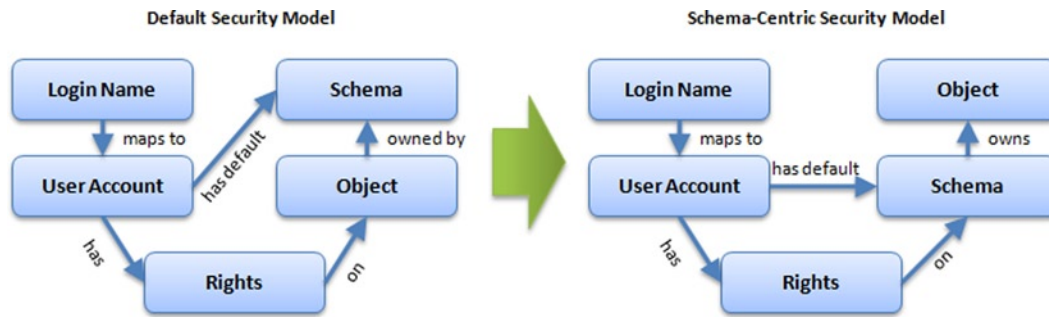 Default Security Model
Login Name
Schema
maps to
has default
owned by
User Account
Object
has
on
Rights
Schema-Centric Security Model
Login Name
Object
maps to
owns
User Account
has default
Schema
has
on
Rights